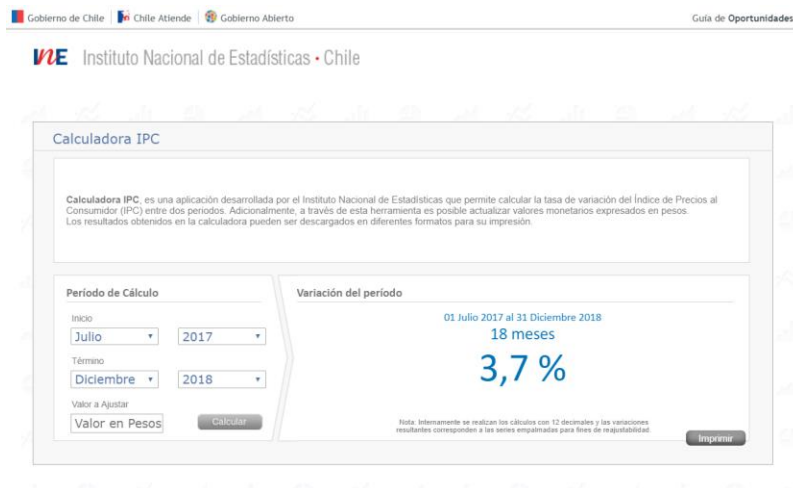 Gobierno de Chile Chile Atiende Gobierno Abierto Guía de Oportunidades
INE Instituto Nacional de Estadísticas • Chile
Calculadora IPC
Calculadora IPC, es una aplicación desarrollada por el Instituto Nacional de Estadísticas que permite calcular la tasa de variación del Índice de Precios al
Consumidor (IPC) entre dos periodos. Adicionalmente, a través de esta herramienta es posible actualizar valores monetarios expresados en pesos.
Los resultados obtenidos en la calculadora pueden ser descargados en diferentes formatos para su impresión.
Período de Cálculo
Inicio
Julio 2017
Término
Diciembre 2018
Valor a Ajustar
Valor en Pesos Calcular
Variación del período
01 Julio 2017 al 31 Diciembre 2018
18 meses
3,7 %
Nota: Internamente se realizan los cálculos con 12 decimales y las variaciones
resultantes corresponden a las series empalmadas para fines de reajustabilidad.
Imprimir